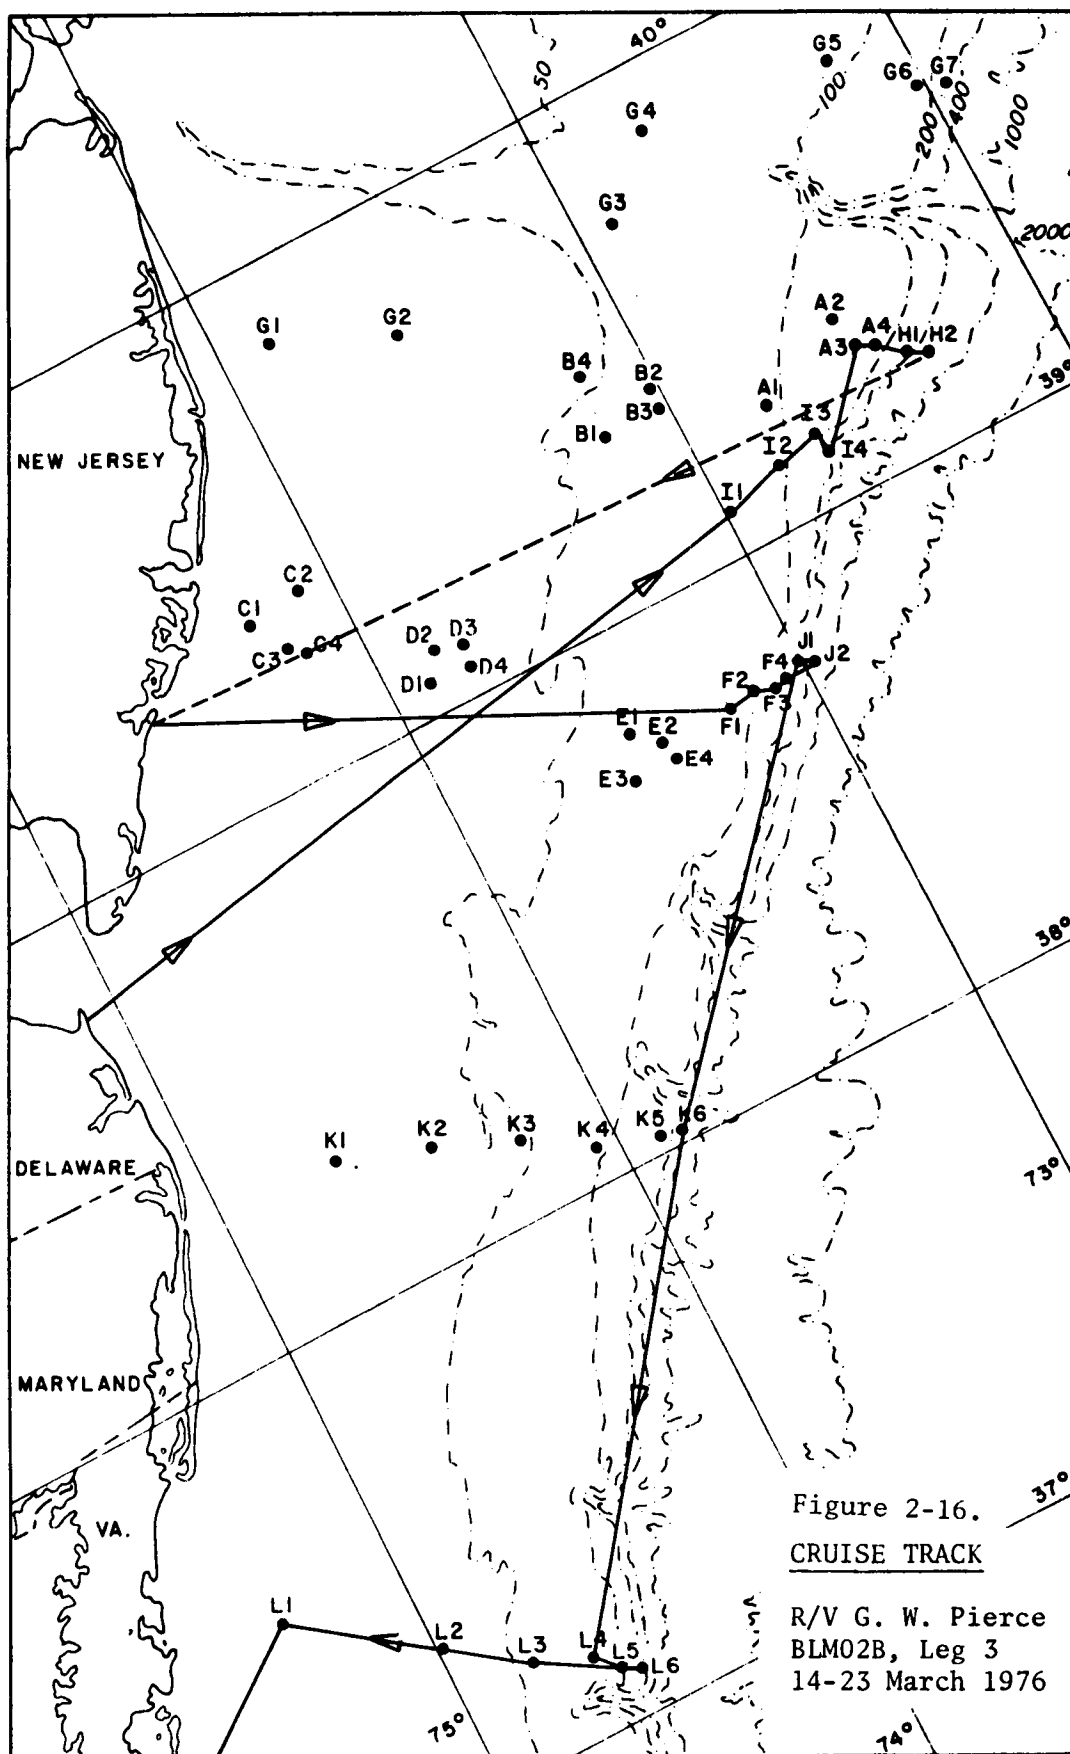 40°
50
G5
G6
G7
100
200
400
1000
G4
G3
2000
A2
G1
G2
A4
H1/H2
A3
39°
B4
B2
B3
A1
B1
I3
NEW JERSEY
I2
I4
I1
C2
C1
D2
D3
C3
G4
D4
J1
J2
D1
F4
F2
F3
F1
E1
E2
E4
E3
38°
K1
K2
K3
K4
K5
K6
DELAWARE
73°
MARYLAND
37°
VA.
Figure 2-16.
CRUISE TRACK
L1
R/V G. W. Pierce
L2
L3
L4
L5
L6
BLM02B, Leg 3
14-23 March 1976
75°
74°